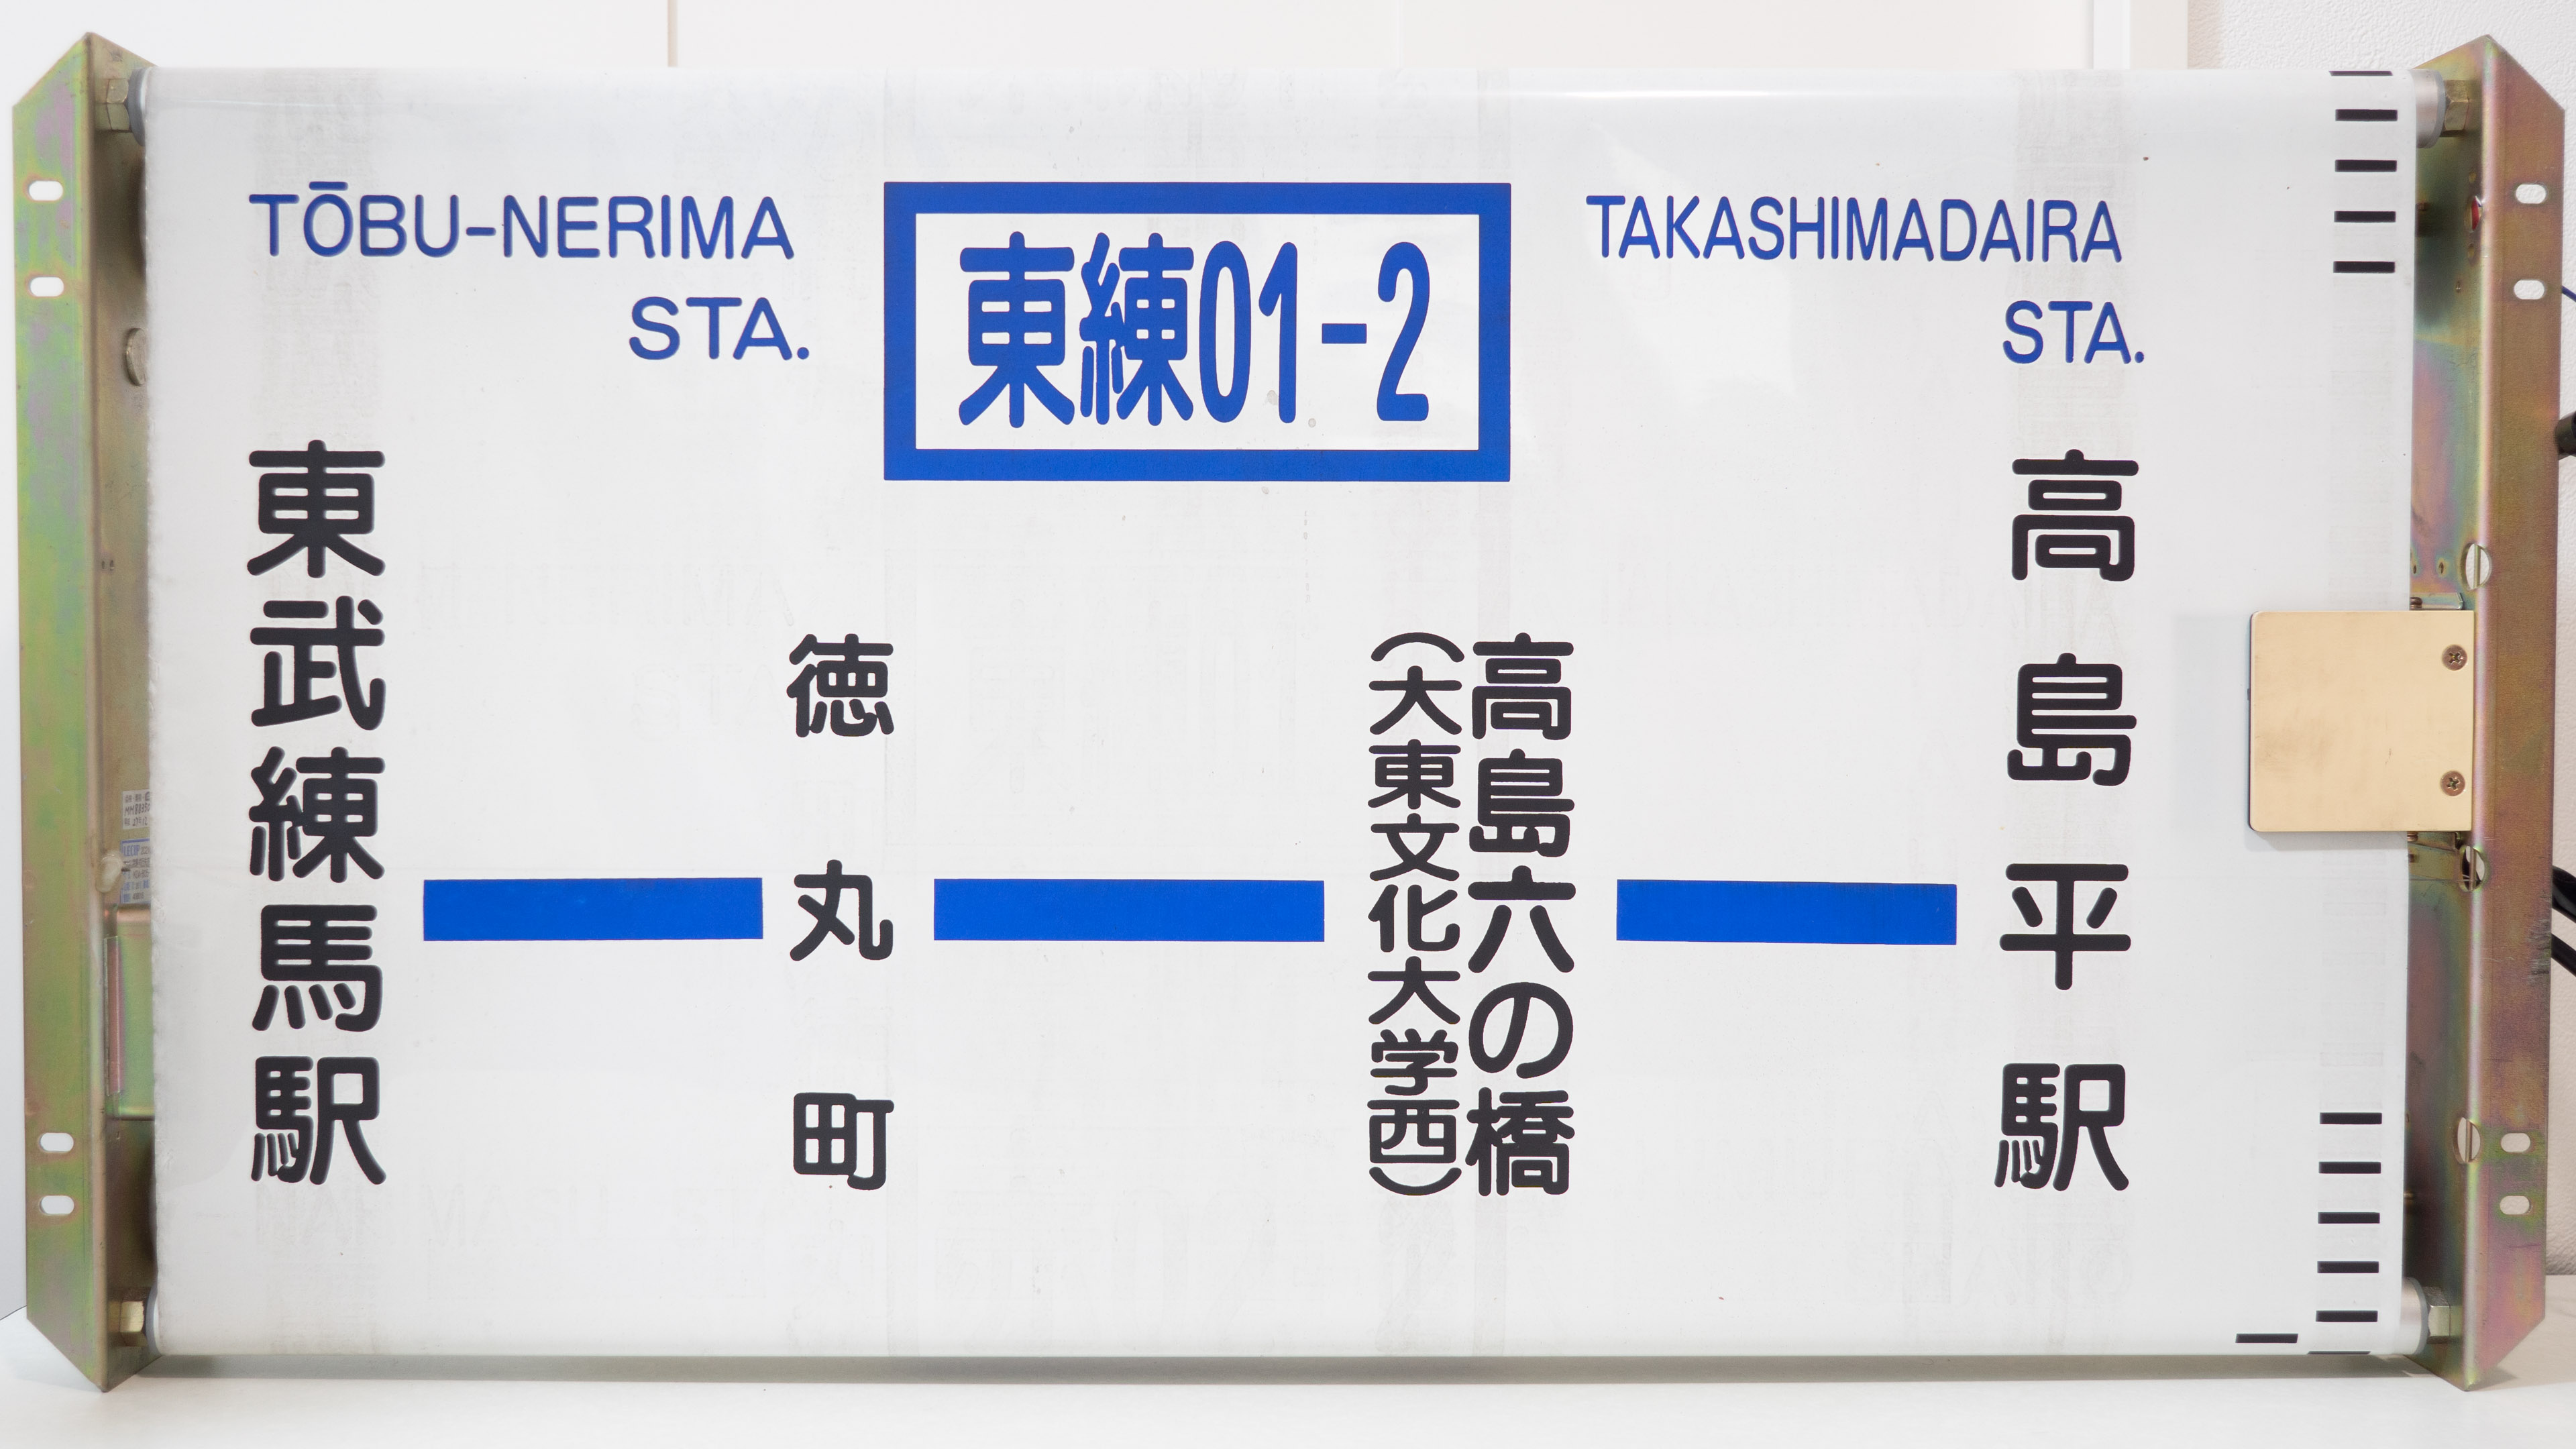 TŌBU-NERIMA
STA.
東練01-2
TAKASHIMADAIRA
STA.
東武練馬駅
徳丸町
高島六の橋
(大東文化大学西)
高島平駅